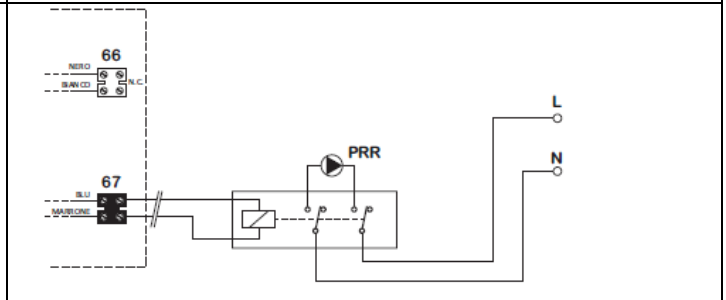 66
NERO
BIANCO
N.C.
L
PRR
N
67
BLU
MARRONE